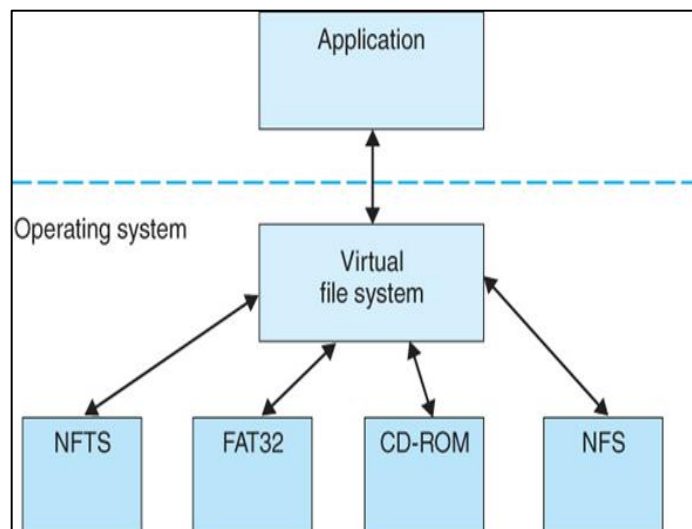 Application
Operating system
Virtual
file system
NFTS
FAT32
CD-ROM
NFS